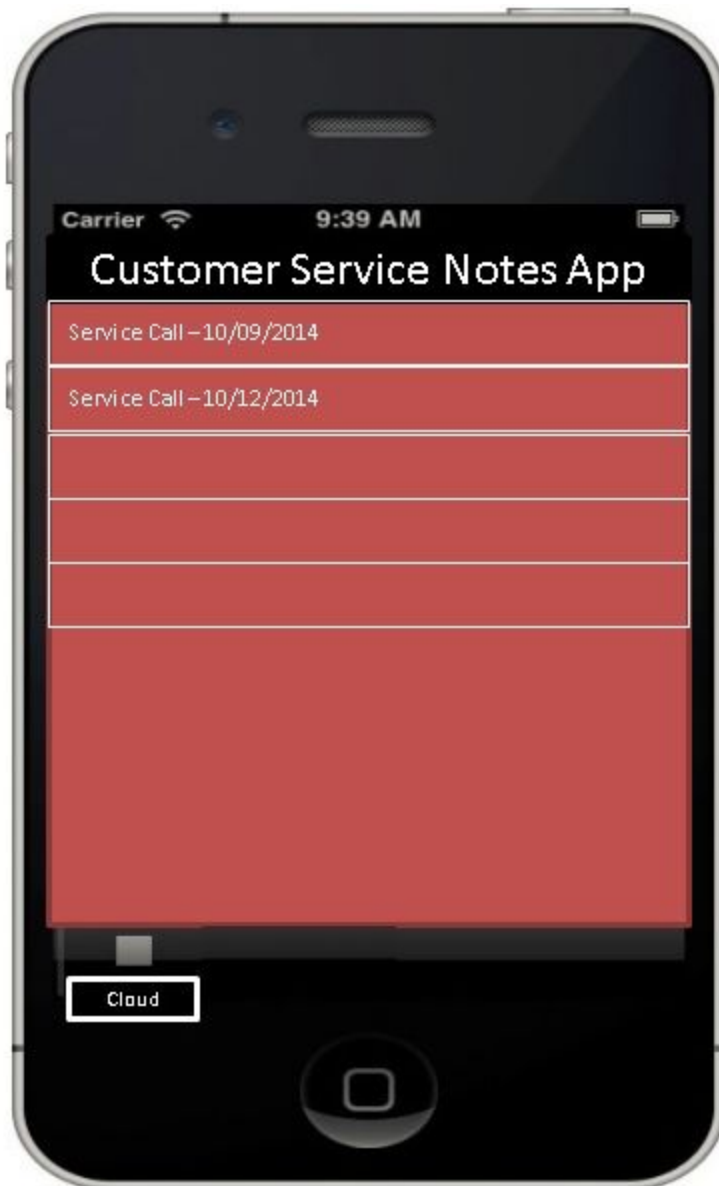 Carrier 9:39 AM
Customer Service Notes App
Service Call – 10/09/2014
Service Call – 10/12/2014
Cloud